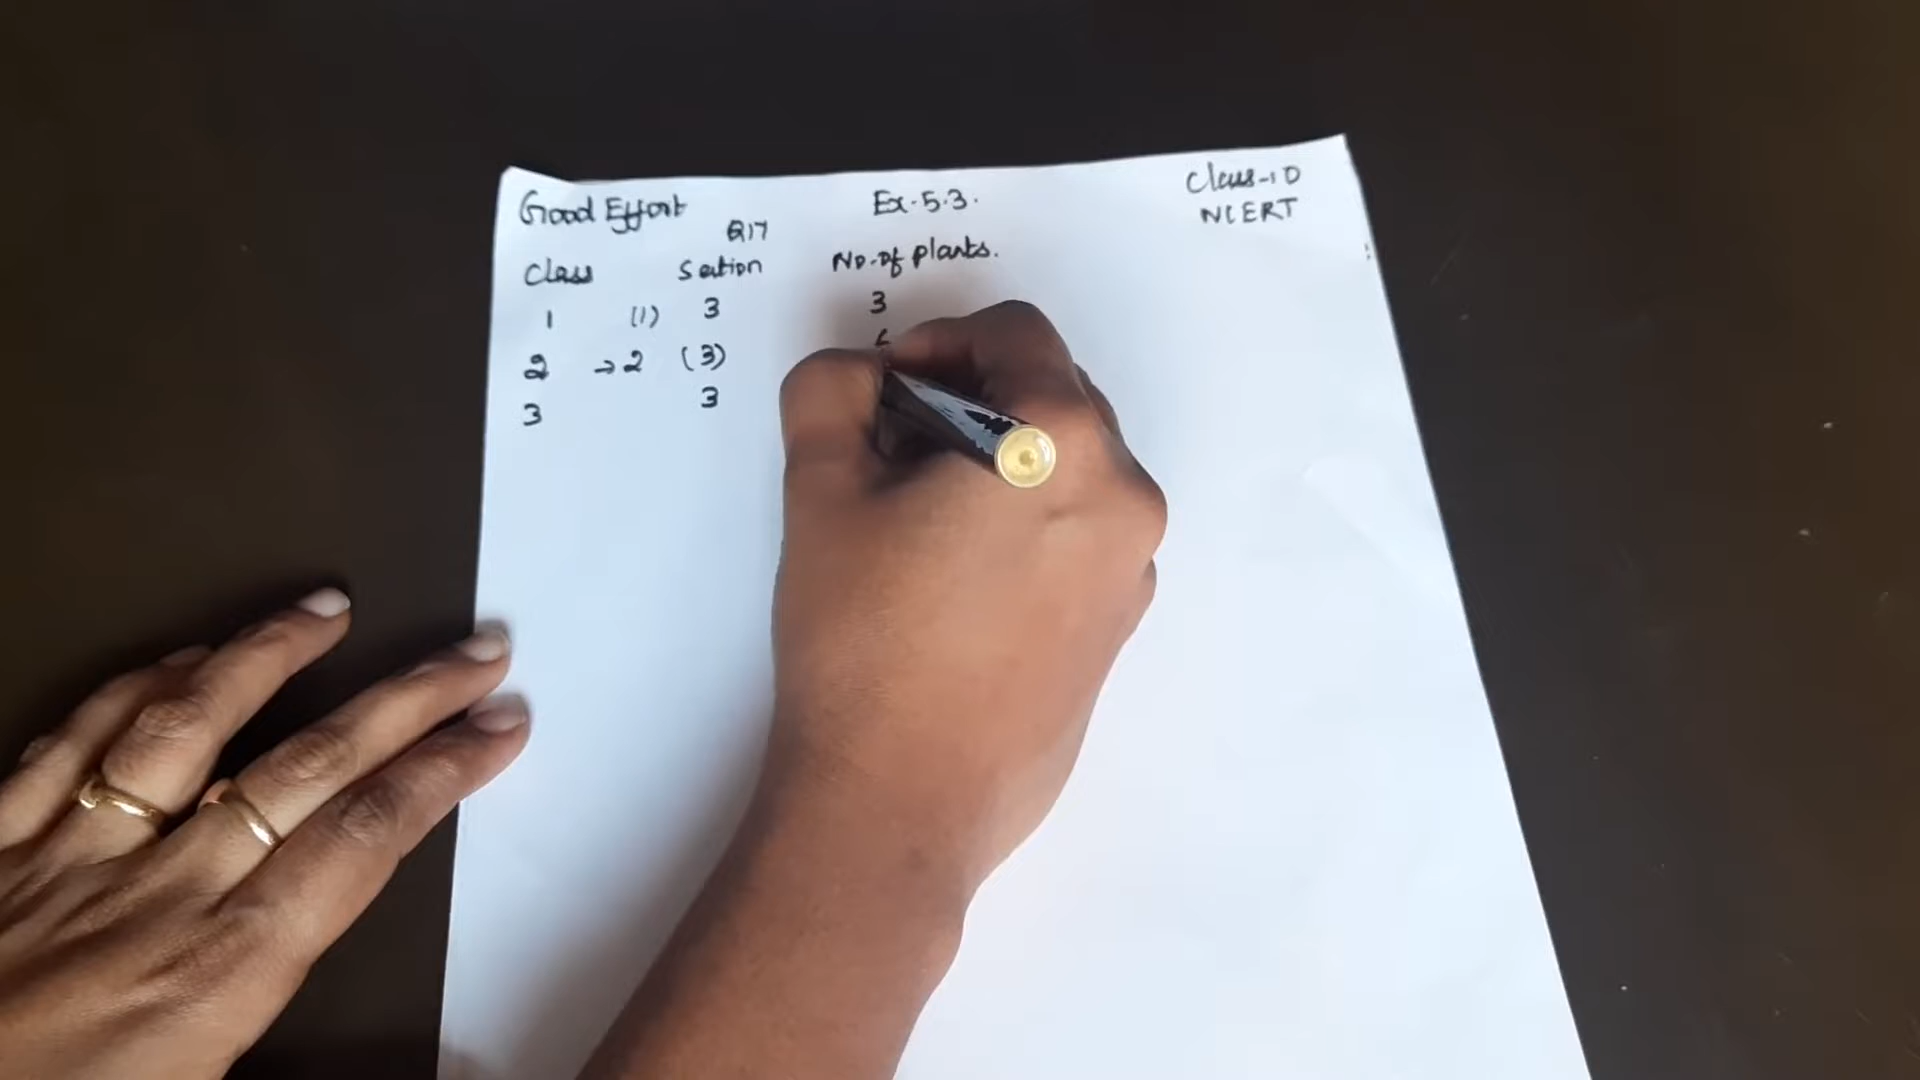 Good Effort Ex. 5.3. Class-10
NCERT
Q17
Class Section No. of plants.
1 (1) 3 3
2 → 2 (3)
3 3